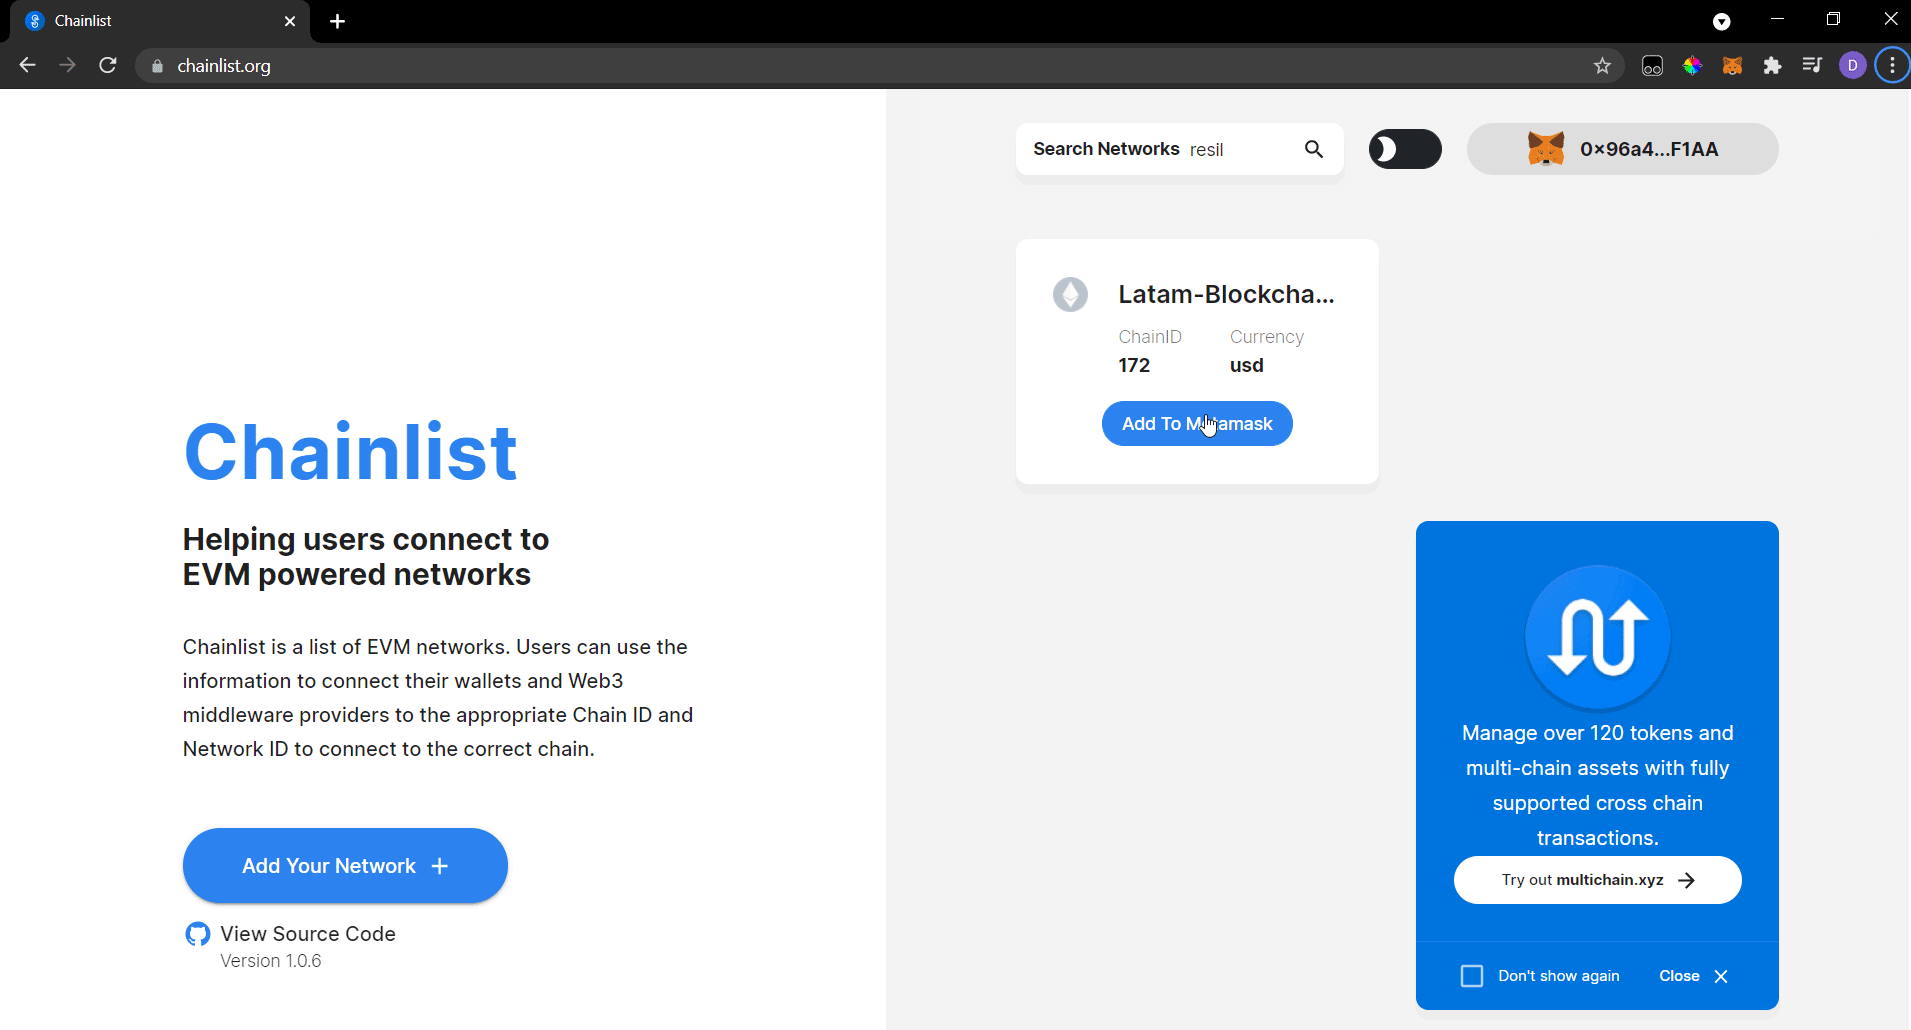 Chainlist
chainlist.org
D
Search Networks resil
0×96a4...F1AA
Latam-Blockcha...
ChainID Currency
172 usd
Add To Metamask
Chainlist
Helping users connect to
EVM powered networks
Chainlist is a list of EVM networks. Users can use the
information to connect their wallets and Web3
middleware providers to the appropriate Chain ID and
Network ID to connect to the correct chain.
Add Your Network +
View Source Code
Version 1.0.6
Manage over 120 tokens and
multi-chain assets with fully
supported cross chain
transactions.
Try out multichain.xyz →
Don't show again Close